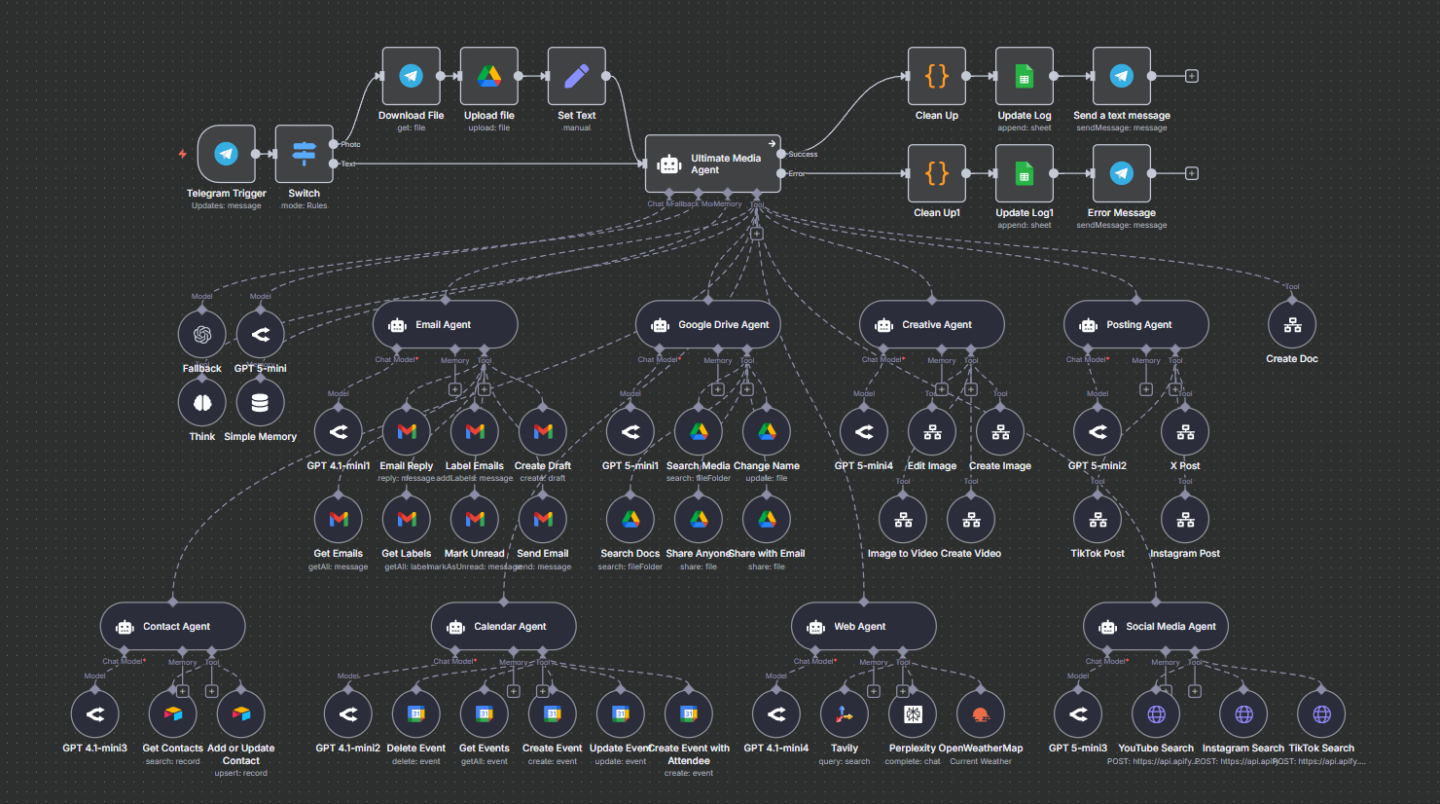 Download File
get: file
Upload file
upload: file
Set Text
manual
Clean Up
Update Log
append: sheet
Send a text message
sendMessage: message
Photo
Text
Telegram Trigger
Updates: message
Switch
mode: Rules
Ultimate Media
Agent
Success
Error
Clean Up1
Update Log1
append: sheet
Error Message
sendMessage: message
Chat M
Fallback Mo
Memory
Tool
Model
Model
Fallback
GPT 5-mini
Think
Simple Memory
Email Agent
Chat Model*
Memory
Tool
Google Drive Agent
Chat Model*
Memory
Tool
Creative Agent
Chat Model*
Memory
Tool
Posting Agent
Chat Model*
Memory
Tool
Tool
Create Doc
Model
GPT 4.1-mini1
Email Reply
reply: message
Label Emails
addLabels: message
Create Draft
create: draft
Get Emails
getAll: message
Get Labels
getAll: label
Mark Unread
markAsUnread: message
Send Email
send: message
Model
GPT 5-mini1
Search Media
search: fileFolder
Change Name
update: file
Search Docs
search: fileFolder
Share Anyone
share: file
Share with Email
share: file
Model
GPT 5-mini4
Edit Image
Tool
Create Image
Tool
Image to Video
Tool
Create Video
Model
GPT 5-mini2
Tool
X Post
Tool
TikTok Post
Tool
Instagram Post
Contact Agent
Chat Model*
Memory
Tool
Model
GPT 4.1-mini3
Get Contacts
search: record
Add or Update
Contact
upsert: record
Calendar Agent
Chat Model*
Memory
Tool
Model
GPT 4.1-mini2
Delete Event
delete: event
Get Events
getAll: event
Create Event
create: event
Update Event
update: event
Create Event with
Attendee
create: event
Web Agent
Chat Model*
Memory
Tool
Model
GPT 4.1-mini4
Tavily
query: search
Perplexity
complete: chat
OpenWeatherMap
Current Weather
Social Media Agent
Chat Model*
Memory
Tool
Model
GPT 5-mini3
YouTube Search
POST: https://api.apify...
Instagram Search
POST: https://api.apify
TikTok Search
POST: https://api.apify....